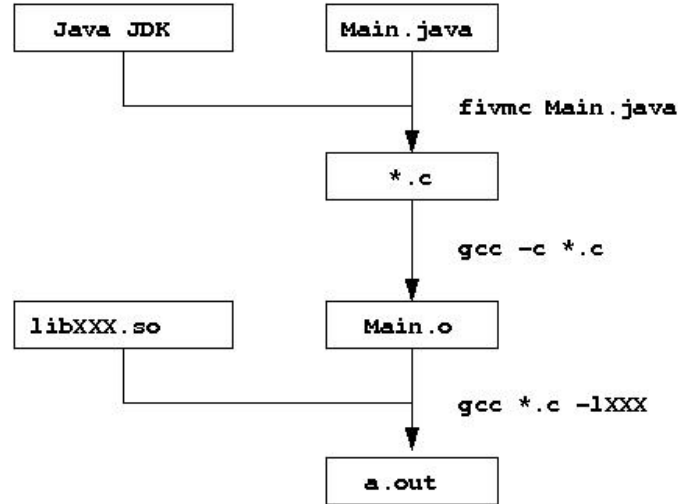 Java JDK
Main.java
fivmc Main.java
*.c
gcc -c *.c
libXXX.so
Main.o
gcc *.c -lXXX
a.out